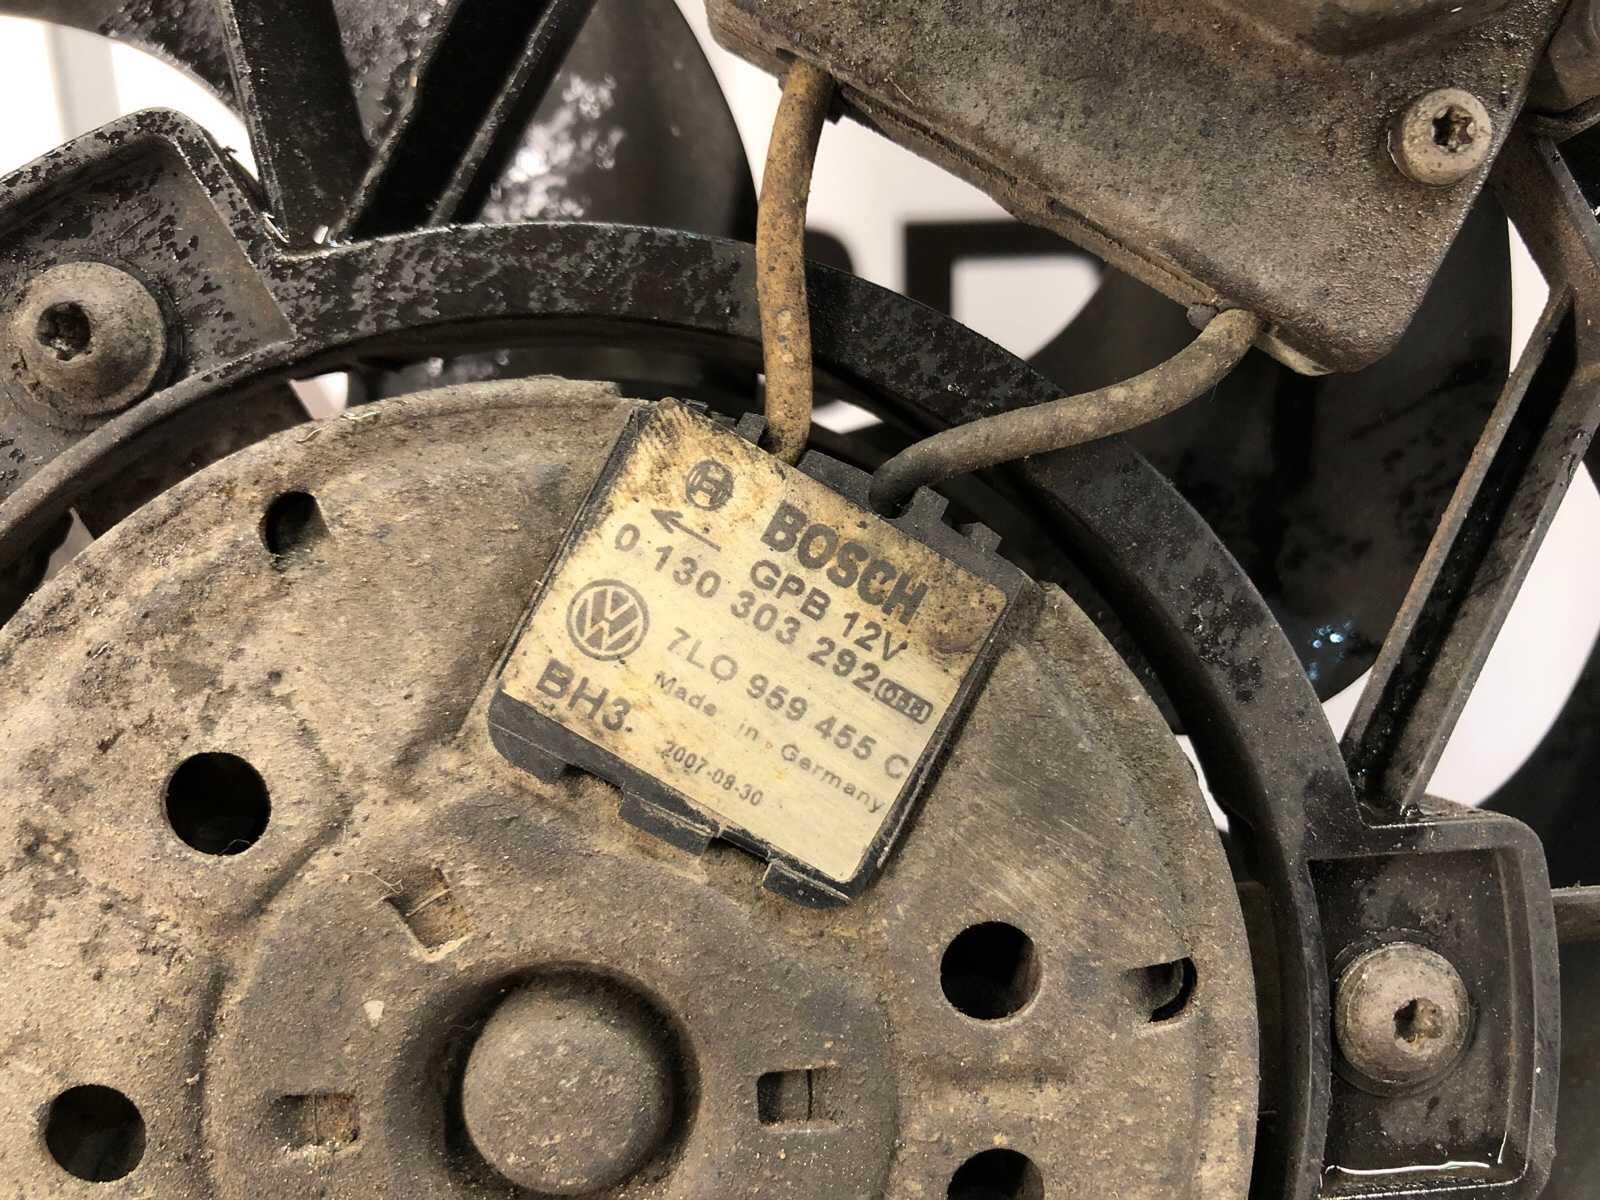 BOSCH
GPB 12V
0 130 303 292
7L0 959 455 C
Made in Germany
BH3.
2007-08-30